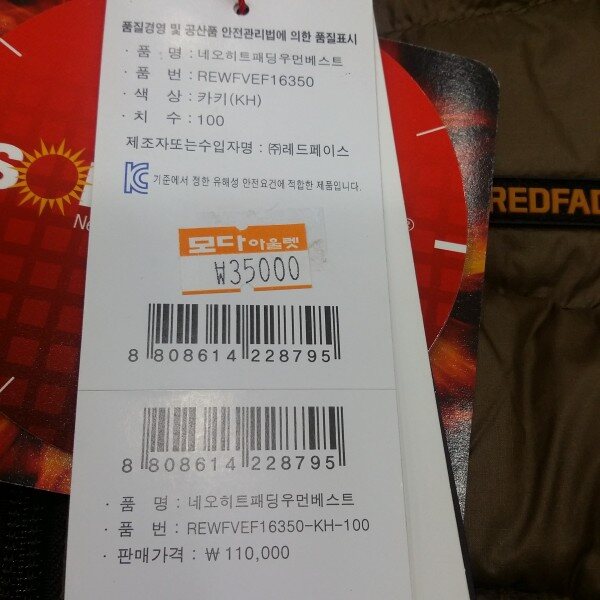 품질경영 및 공산품 안전관리법에 의한 품질표시
· 품 명 : 네오히트패딩우먼베스트
· 품 번 : REWFVEF16350
· 색 상 : 카키(KH)
· 치 수 : 100
제조자또는수입자명 : ㈜레드페이스
기준에서 정한 유해성 안전요건에 적합한 제품입니다.
REDFAC
모다아울렛
₩35000
8 808614 228795
8 808614 228795
· 품 명 : 네오히트패딩우먼베스트
· 품 번 : REWFVEF16350-KH-100
· 판매가격 : ₩ 110,000